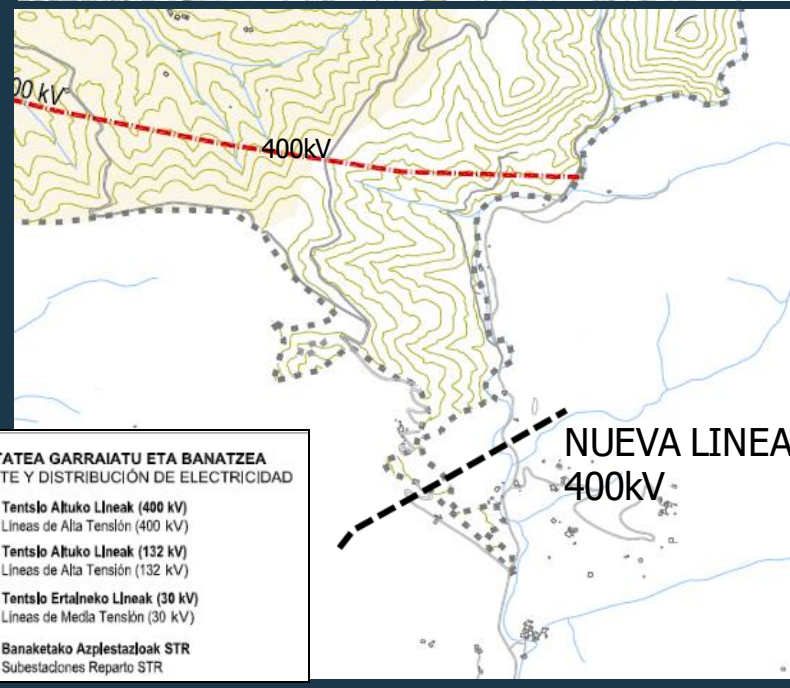 00 kV
400kV
NUEVA LINEA
400kV
TATEA GARRAIATU ETA BANATZEA
TE Y DISTRIBUCIÓN DE ELECTRICIDAD
Tentsio Altuko Lineak (400 kV)
Líneas de Alta Tensión (400 kV)
Tentsio Altuko Lineak (132 kV)
Líneas de Alta Tensión (132 kV)
Tentsio Ertaineko Lineak (30 kV)
Líneas de Media Tensión (30 kV)
Banaketako Azpiestazioak STR
Subestaciones Reparto STR